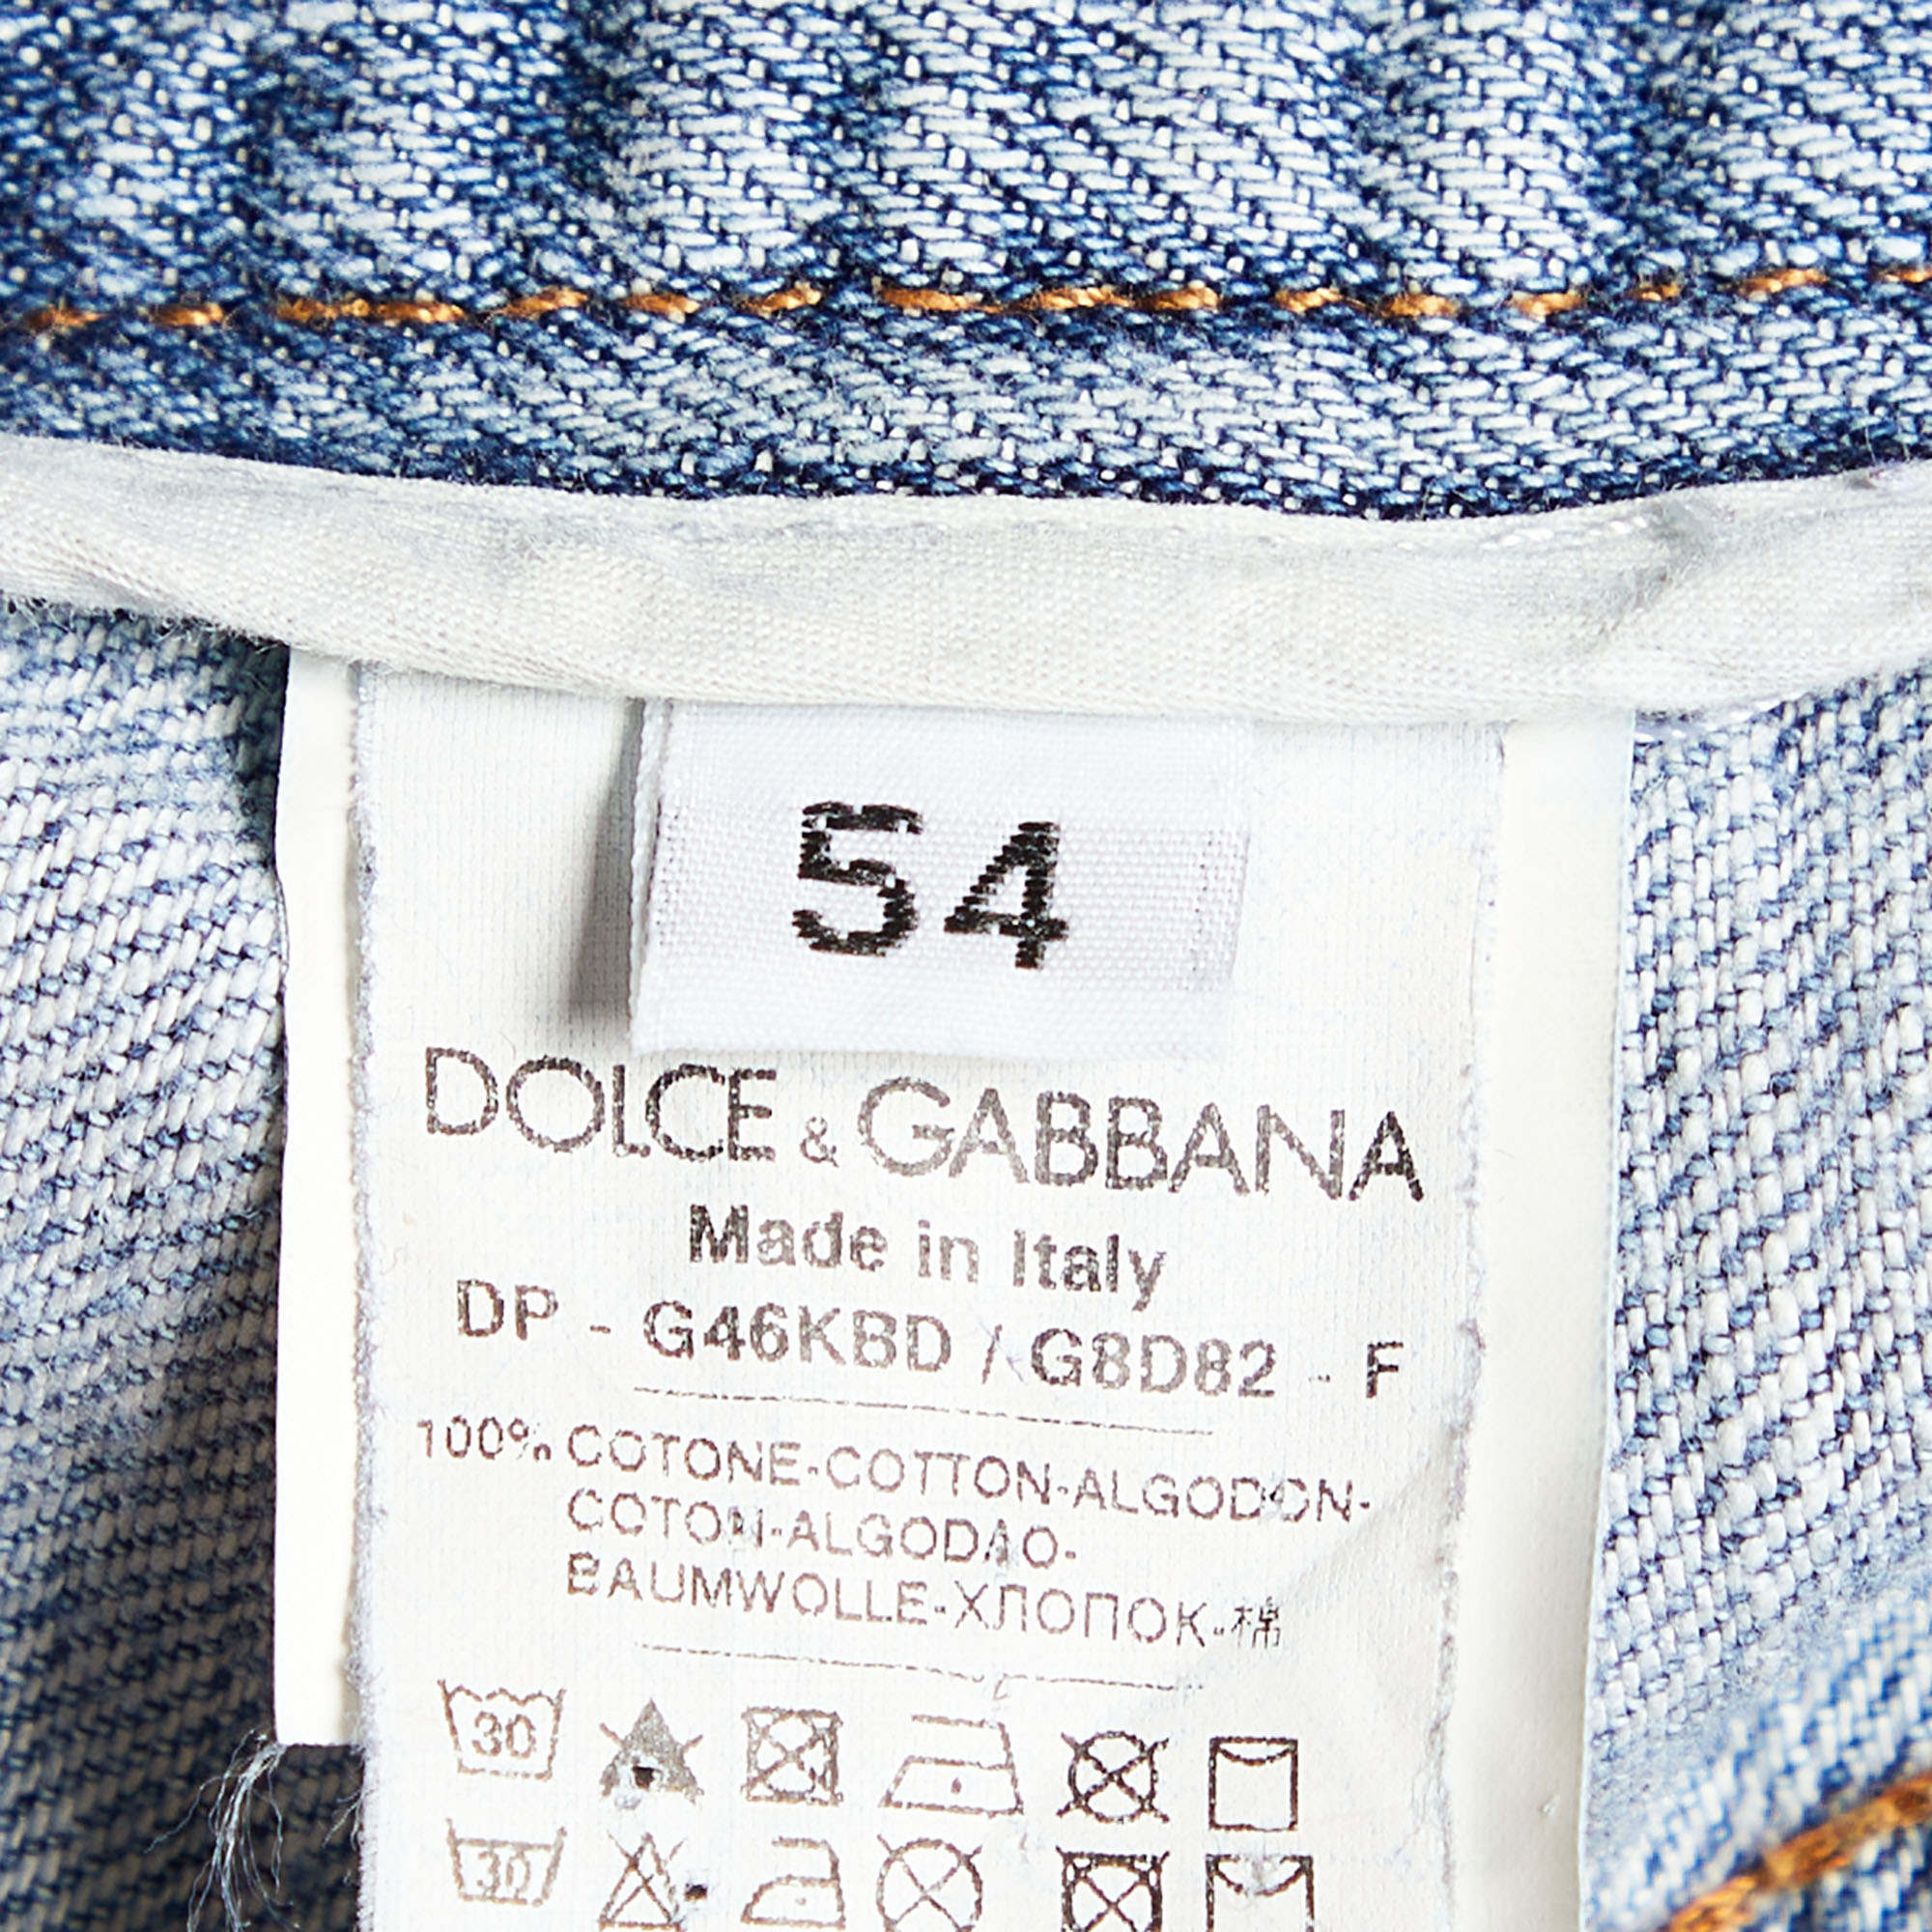 54
DOLCE & GABBANA
Made in Italy
DP - G46KBD / G8D82 - F
100% COTONE-COTTON-ALGODON-
COTON-ALGODAO-
BAUMWOLLE-ХЛОПОК-棉
30
30